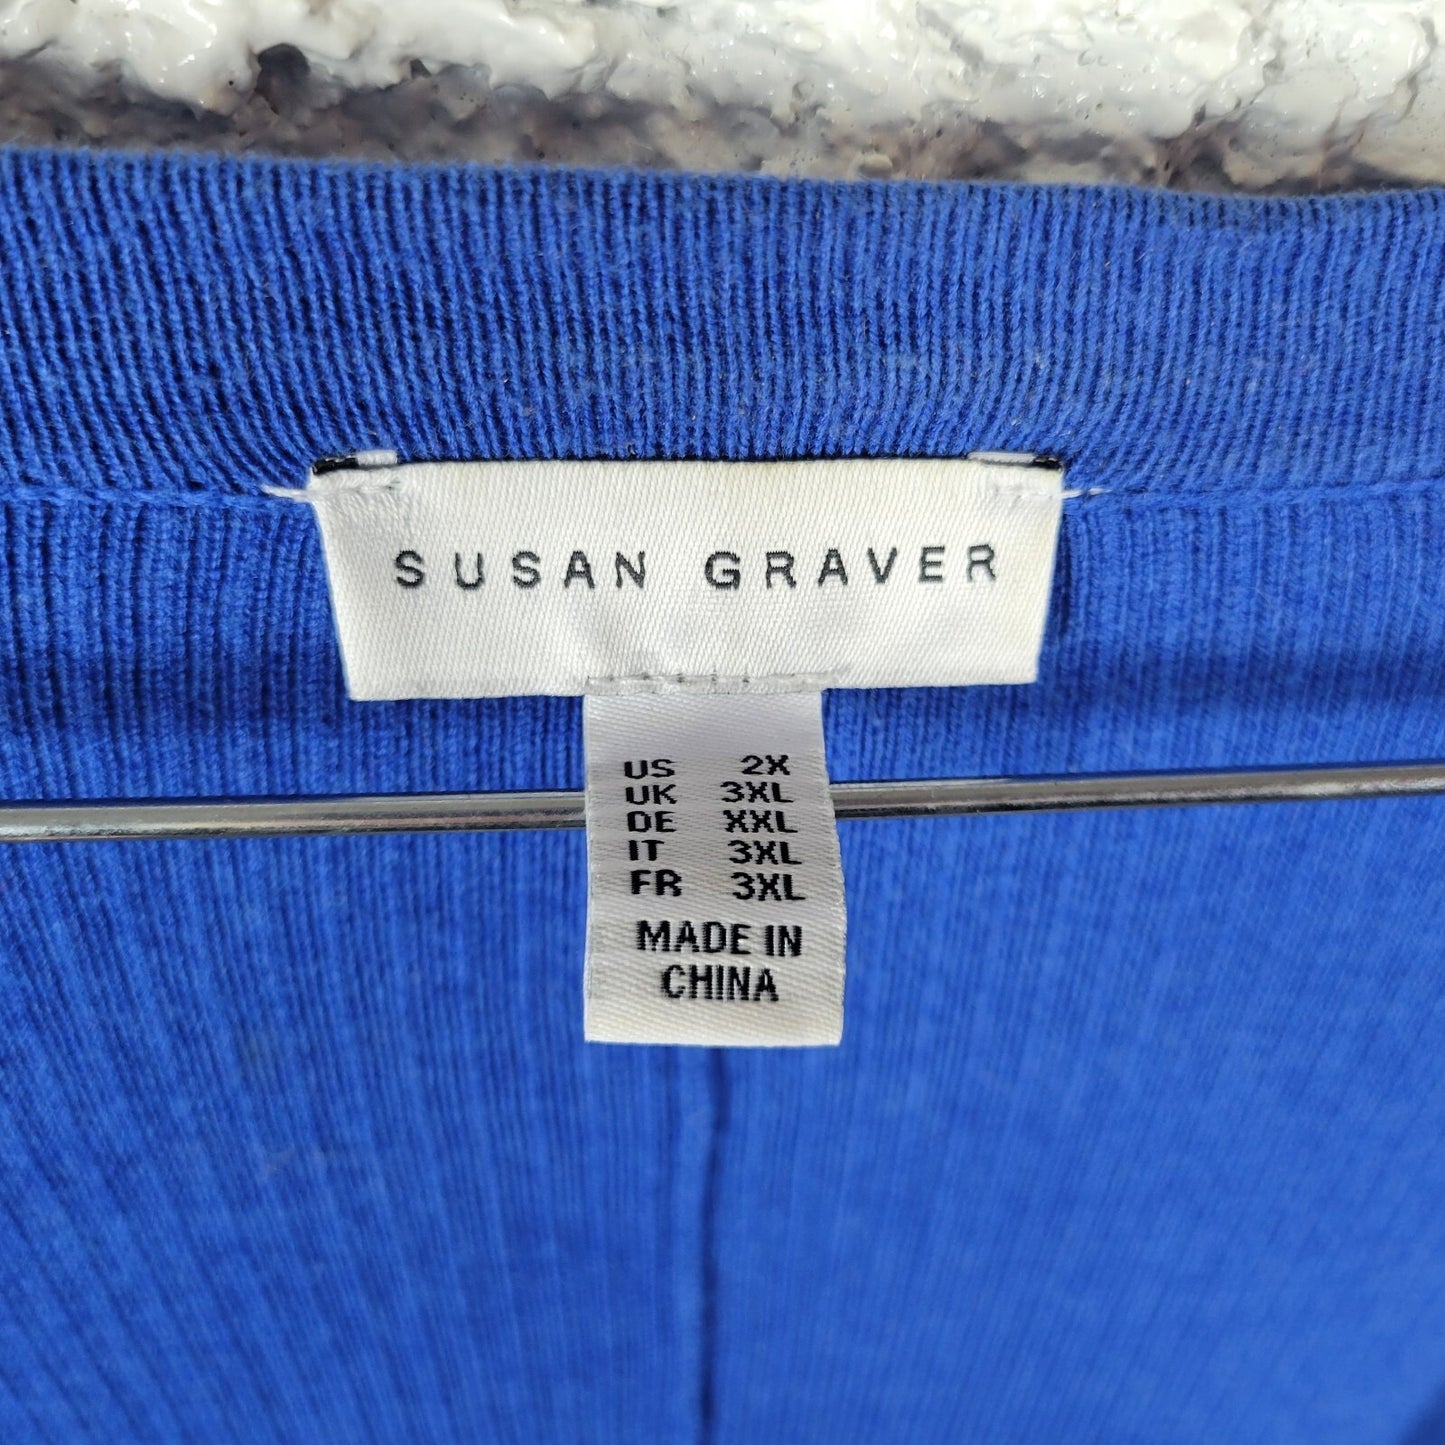 SUSAN GRAVER
US 2X
UK 3XL
DE XXL
IT 3XL
FR 3XL
MADE IN
CHINA